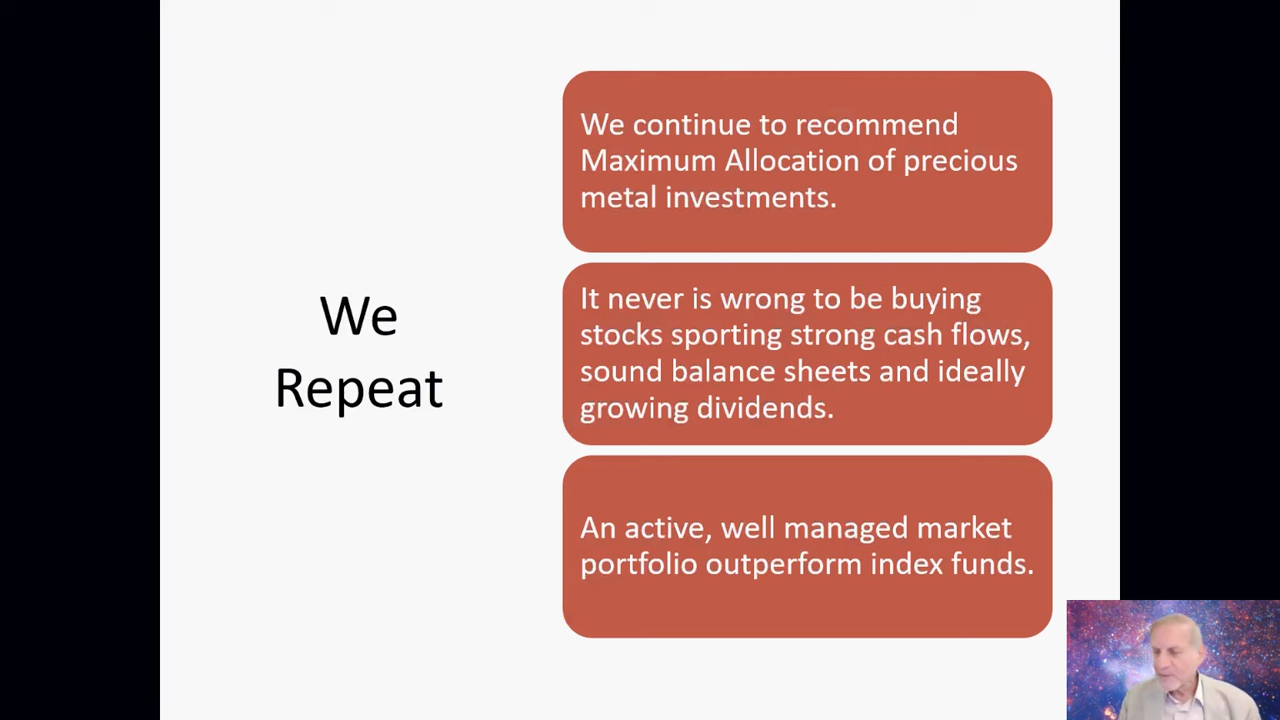 We
Repeat
We continue to recommend
Maximum Allocation of precious
metal investments.
It never is wrong to be buying
stocks sporting strong cash flows,
sound balance sheets and ideally
growing dividends.
An active, well managed market
portfolio outperform index funds.